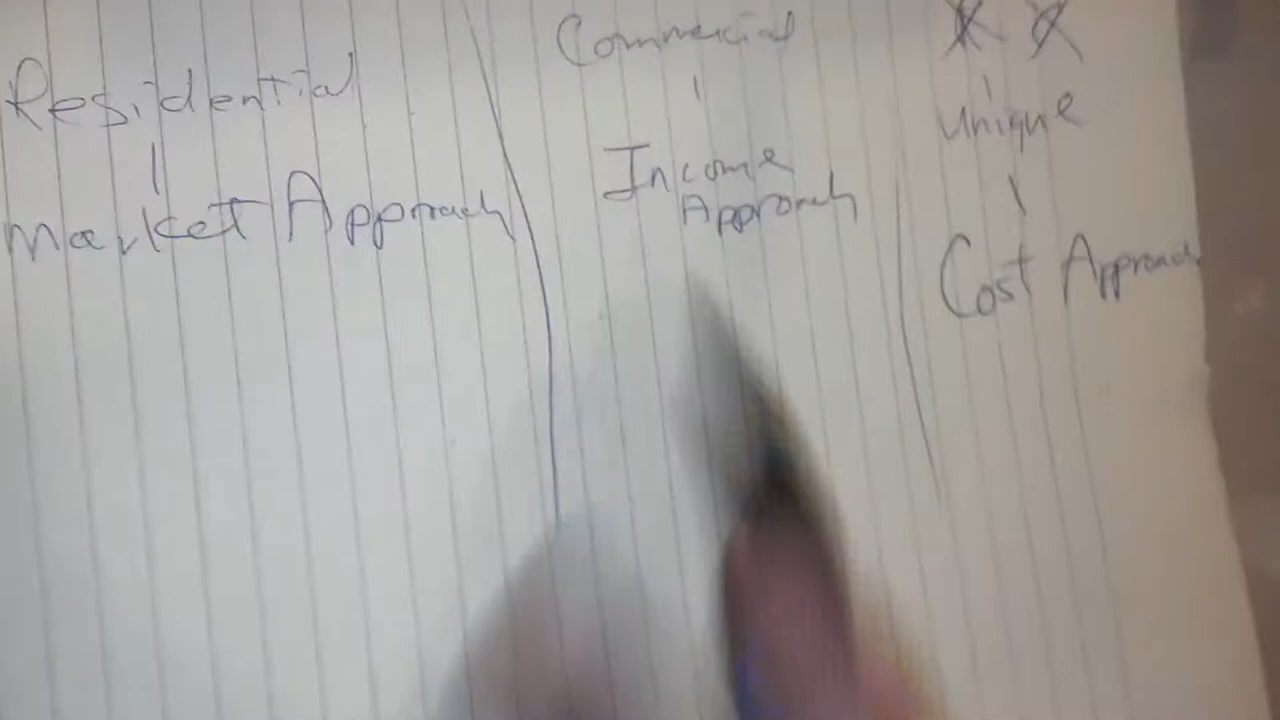 Residential
Market Approach
Commercial
Income
Approach
Unique
Cost Approach